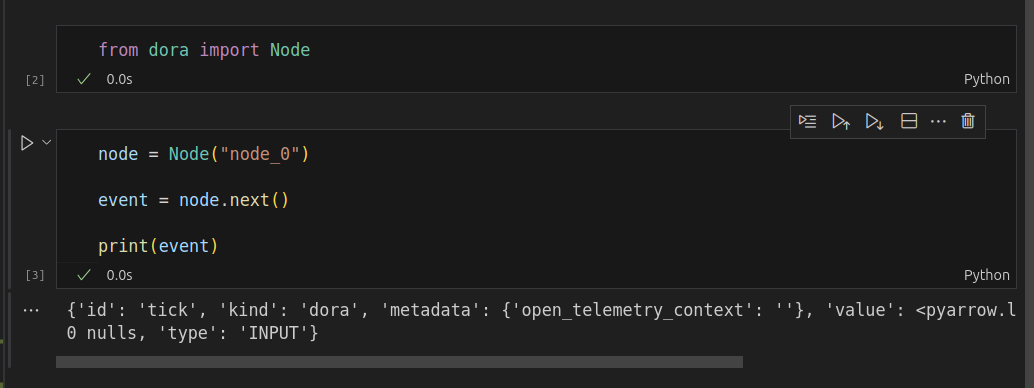 from dora import Node
[2]
0.0s
Python
node = Node("node_0")
event = node.next()
print(event)
[3]
0.0s
Python
{'id': 'tick', 'kind': 'dora', 'metadata': {'open_telemetry_context': ''}, 'value': <pyarrow.l
0 nulls, 'type': 'INPUT'}